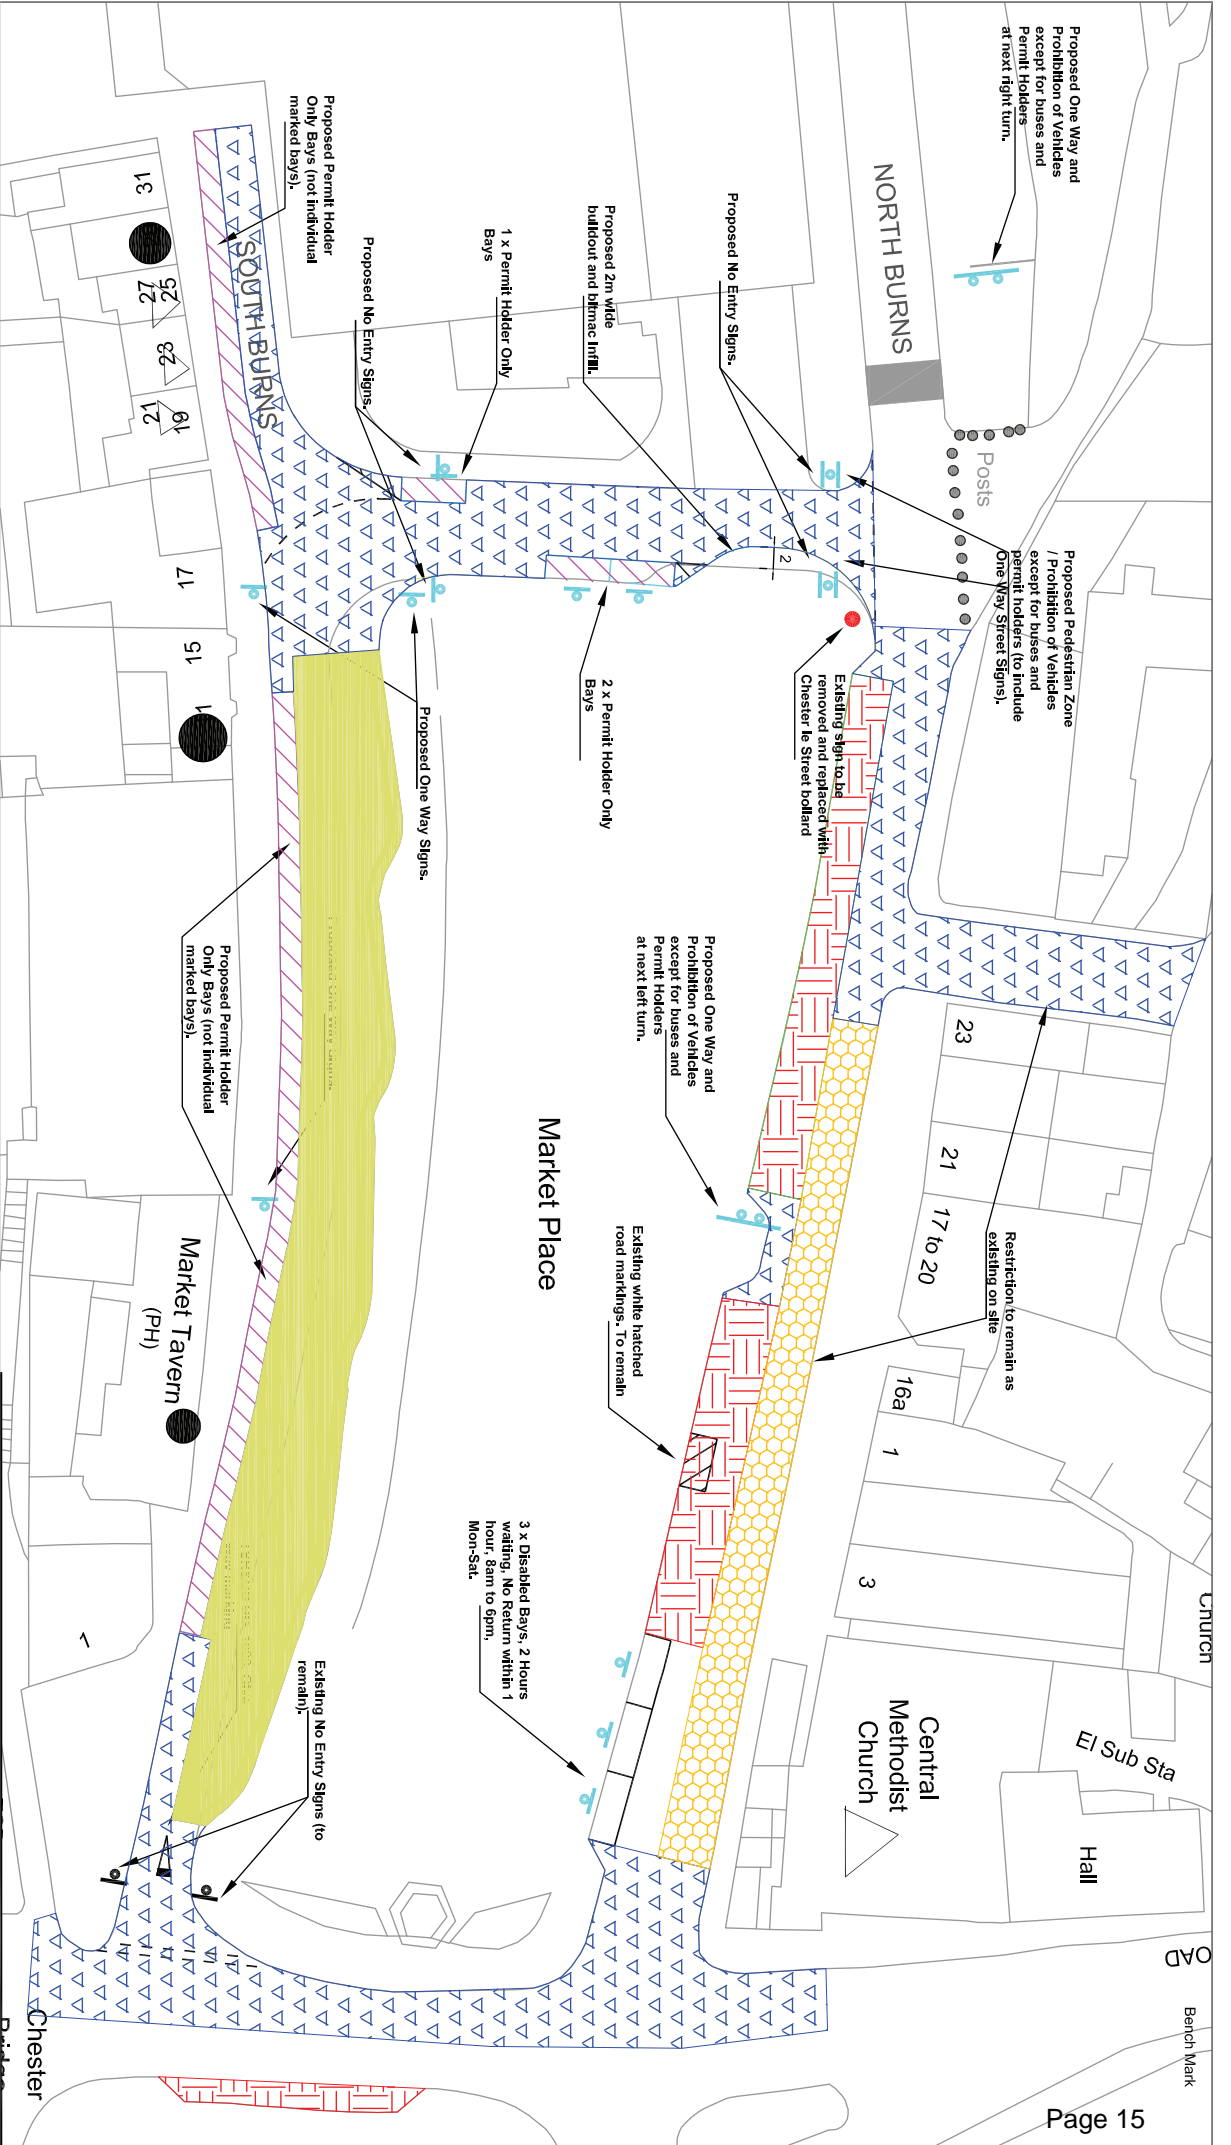 Proposed One Way and
Prohibition of Vehicles
except for buses and
Permit Holders
at next right turn.
NORTH BURNS
Posts
Proposed Pedestrian Zone
/ Prohibition of Vehicles
except for buses and
permit holders (to include
One Way Street Signs).
Proposed No Entry Signs.
Proposed 2m wide
buildout and bitmac infill.
1 x Permit Holder Only
Bays
Proposed No Entry Signs.
Proposed Permit Holder
Only Bays (not individual
marked bays).
SOUTH BURNS
31
25
27
23
19
21
17
15
2
Existing sign to be
removed and replaced with
Chester le Street bollard
2 x Permit Holder Only
Bays
Proposed One Way Signs.
Proposed One Way and
Prohibition of Vehicles
except for buses and
Permit Holders
at next left turn.
Proposed Permit Holder
Only Bays (not individual
marked bays).
Market Place
23
21
17 to 20
16a
1
3
Restriction to remain as
existing on site
Existing white hatched
road markings. To remain
Market Tavern
(PH)
3 x Disabled Bays, 2 Hours
waiting, No Return within 1
hour, 8am to 6pm,
Mon-Sat.
Existing No Entry Signs (to
remain).
1
Church
Central
Methodist
Church
El Sub Sta
Hall
OAD
Bench Mark
Chester
Page 15